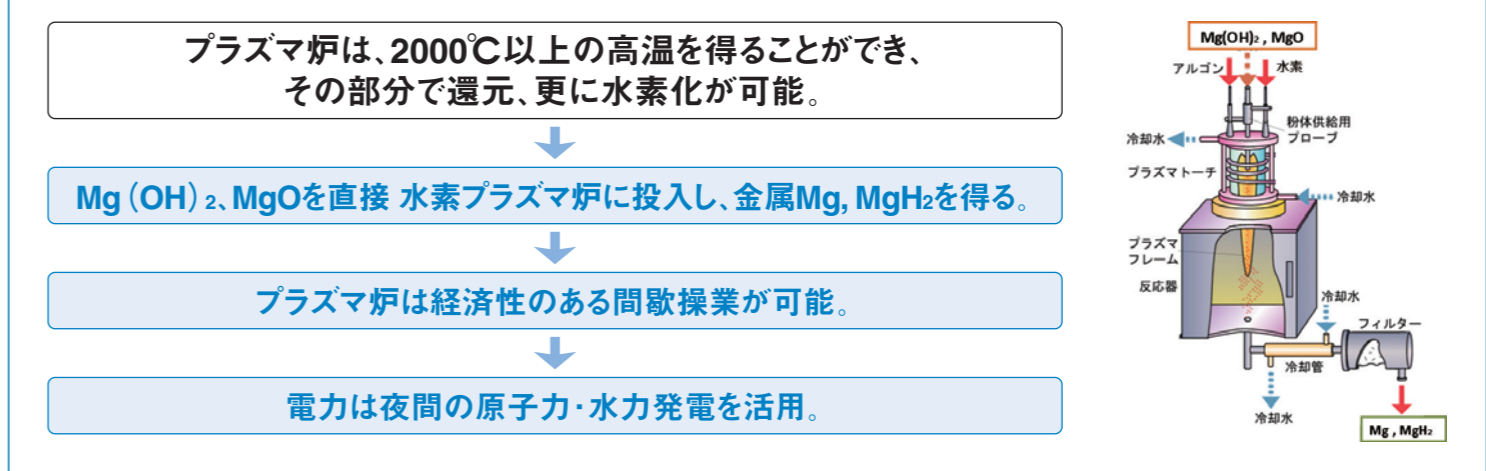 プラズマ炉は、2000℃以上の高温を得ることができ、
その部分で還元、更に水素化が可能。
Mg(OH)₂、MgOを直接 水素プラズマ炉に投入し、金属Mg, MgH₂を得る。
プラズマ炉は経済性のある間歇操業が可能。
電力は夜間の原子力・水力発電を活用。
Mg(OH)₂ , MgO
アルゴン
水素
粉体供給用
プローブ
冷却水
プラズマトーチ
冷却水
プラズマ
フレーム
反応器
冷却水
フィルター
冷却管
冷却水
Mg , MgH₂